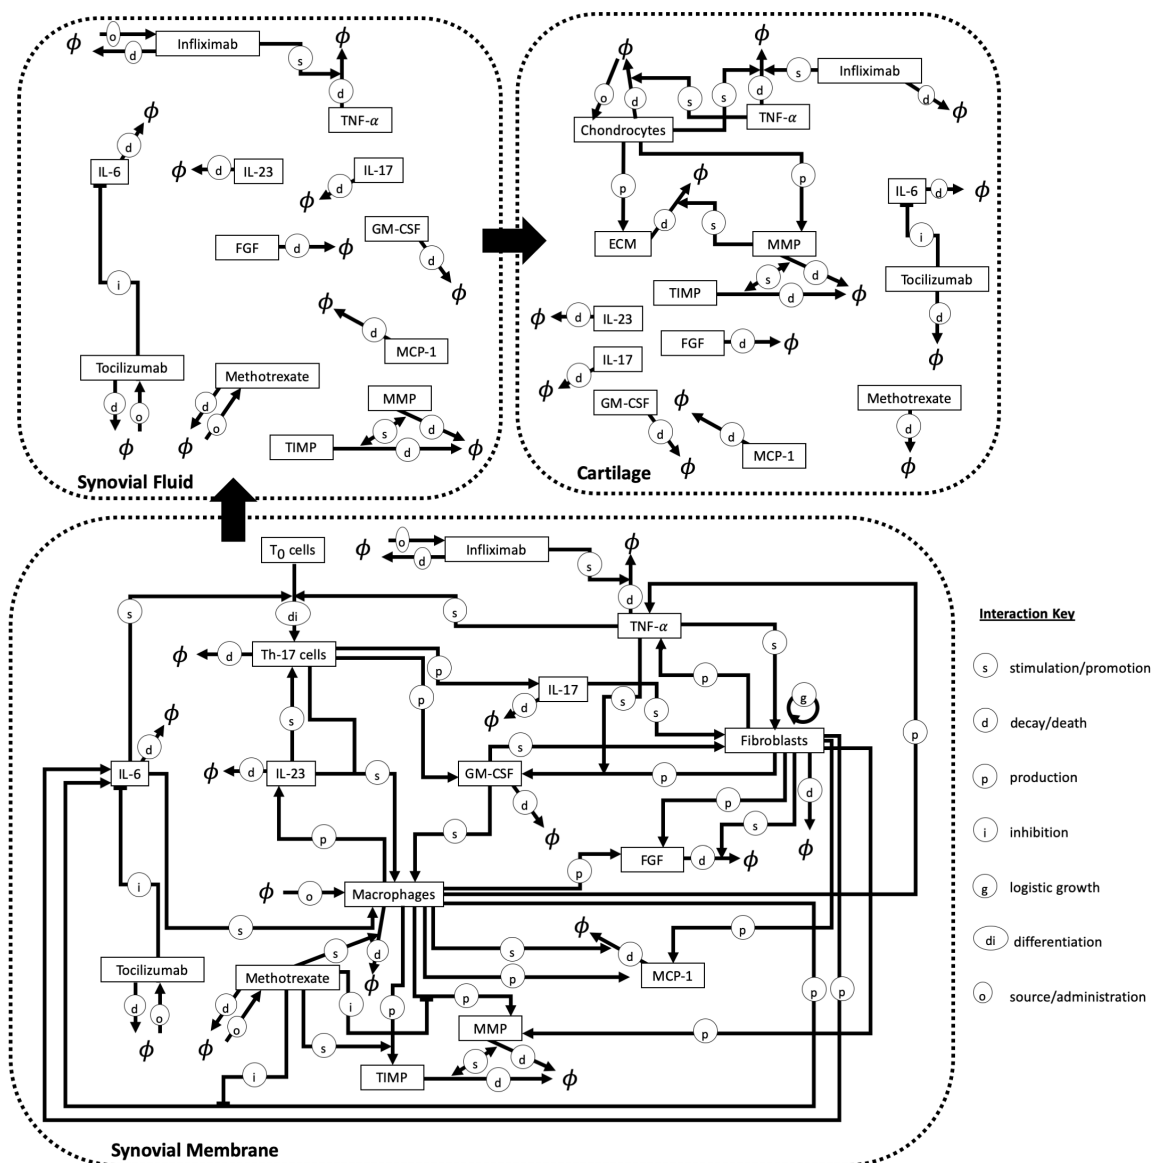 ϕ
o
Infliximab
d
s
ϕ
d
TNF-α
ϕ
d
IL-6
ϕ
d
IL-23
IL-17
d
ϕ
GM-CSF
FGF
d
ϕ
d
ϕ
i
ϕ
d
MCP-1
Tocilizumab
Methotrexate
d
o
ϕ
d
o
ϕ
MMP
s
d
TIMP
d
ϕ
Synovial Fluid
ϕ
ϕ
o
d
s
s
d
s
Infliximab
d
ϕ
Chondrocytes
TNF-α
p
p
ϕ
d
s
ECM
MMP
IL-6
d
ϕ
i
s
d
TIMP
d
ϕ
Tocilizumab
d
ϕ
ϕ
d
IL-23
FGF
d
ϕ
IL-17
d
ϕ
GM-CSF
d
ϕ
ϕ
d
MCP-1
Methotrexate
d
ϕ
Cartilage
T0 cells
ϕ
o
d
Infliximab
s
ϕ
d
s
di
s
TNF-α
ϕ
d
Th-17 cells
p
p
IL-17
d
ϕ
s
s
p
s
g
Fibroblasts
p
ϕ
d
IL-6
s
ϕ
d
IL-23
s
GM-CSF
s
p
d
ϕ
p
s
p
s
d
ϕ
FGF
d
ϕ
p
ϕ
o
Macrophages
i
s
s
d
ϕ
s
p
ϕ
d
MCP-1
p
Tocilizumab
d
o
ϕ
Methotrexate
d
o
ϕ
i
p
p
MMP
p
p
p
s
s
d
ϕ
TIMP
d
ϕ
i
Synovial Membrane
Interaction Key
s stimulation/promotion
d decay/death
p production
i inhibition
g logistic growth
di differentiation
o source/administration